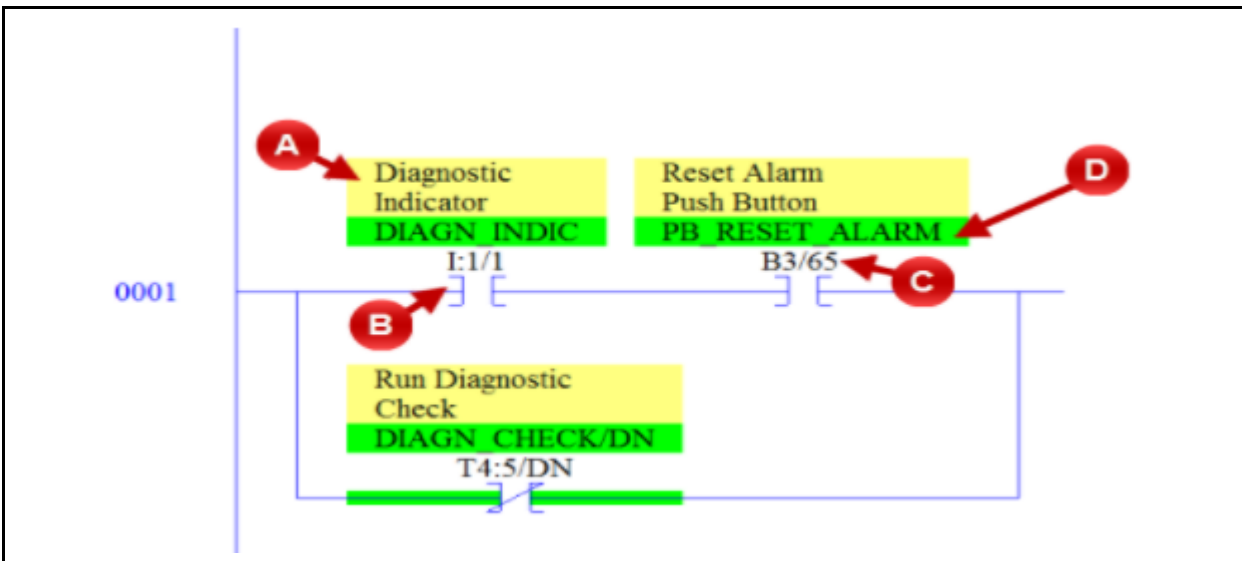 A
D
Diagnostic
Indicator
DIAGN_INDIC
I:1/1
Reset Alarm
Push Button
PB_RESET_ALARM
B3/65
0001
B
C
Run Diagnostic
Check
DIAGN_CHECK/DN
T4:5/DN